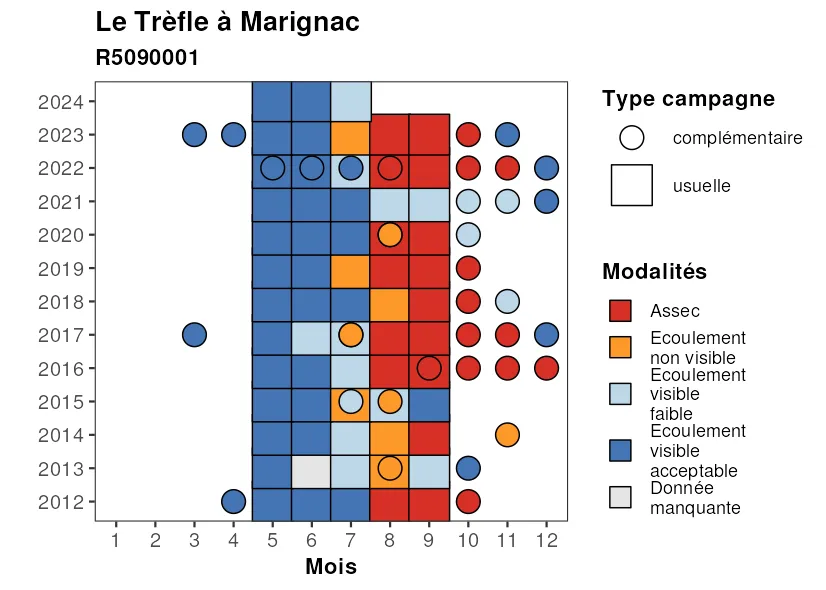 Le Trèfle à Marignac
R5090001
2024
2023
2022
2021
2020
2019
2018
2017
2016
2015
2014
2013
2012
1 2 3 4 5 6 7 8 9 10 11 12
Mois
Type campagne
complémentaire
usuelle
Modalités
Assec
Ecoulement
non visible
Ecoulement
visible
faible
Ecoulement
visible
acceptable
Donnée
manquante